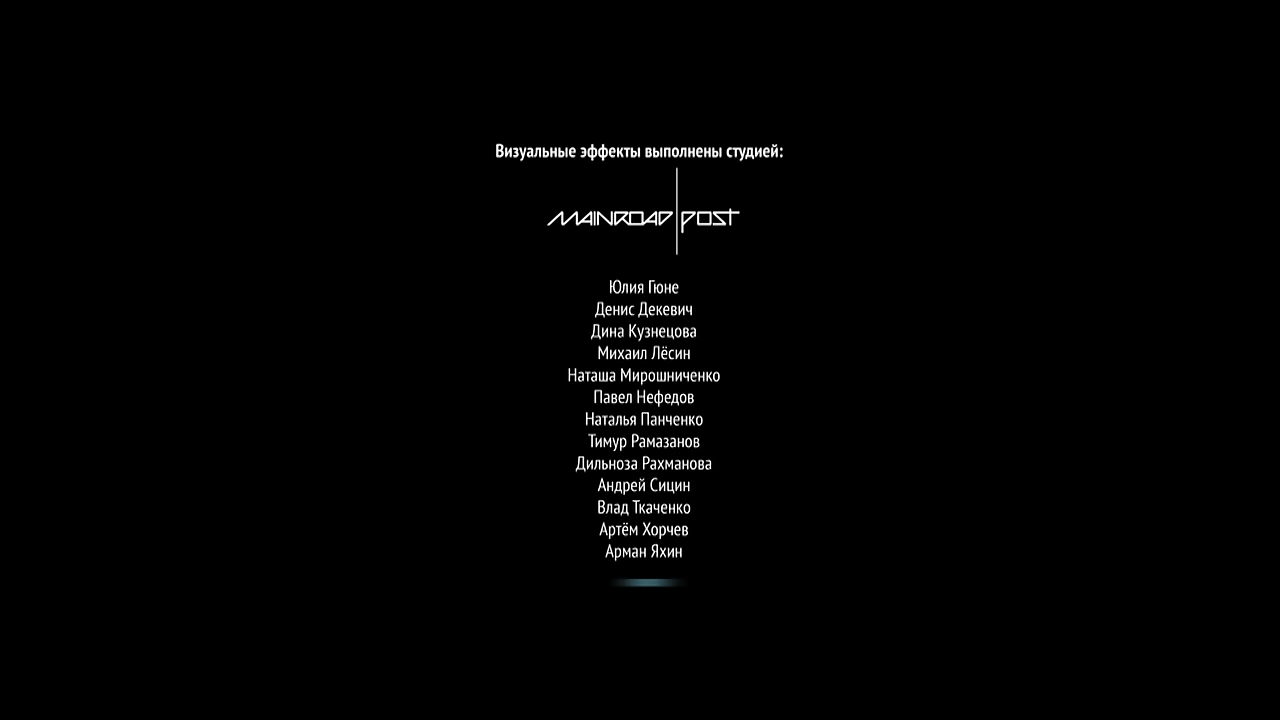 Визуальные эффекты выполнены студией:
MAINROAD POST
Юлия Гюне
Денис Декевич
Дина Кузнецова
Михаил Лёсин
Наташа Мирошниченко
Павел Нефедов
Наталья Панченко
Тимур Рамазанов
Дильноза Рахманова
Андрей Сицин
Влад Ткаченко
Артём Хорчев
Арман Яхин